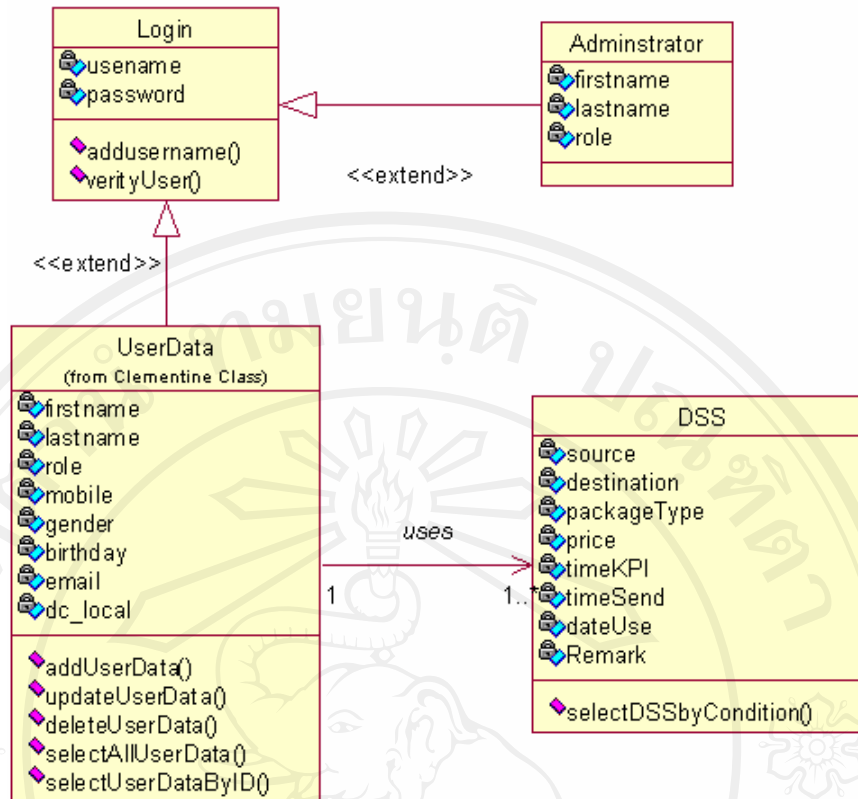 Login
usename
password
addusername()
verityUser()
Adminstrator
firstname
lastname
role
<<extend>>
<<extend>>
UserData
(from Clementine Class)
firstname
lastname
role
mobile
gender
birthday
email
dc_local
addUserData()
updateUserData()
deleteUserData()
selectAllUserData()
selectUserDataByID()
uses
1
1..*
DSS
source
destination
packageType
price
timeKPI
timeSend
dateUse
Remark
selectDSSbyCondition()